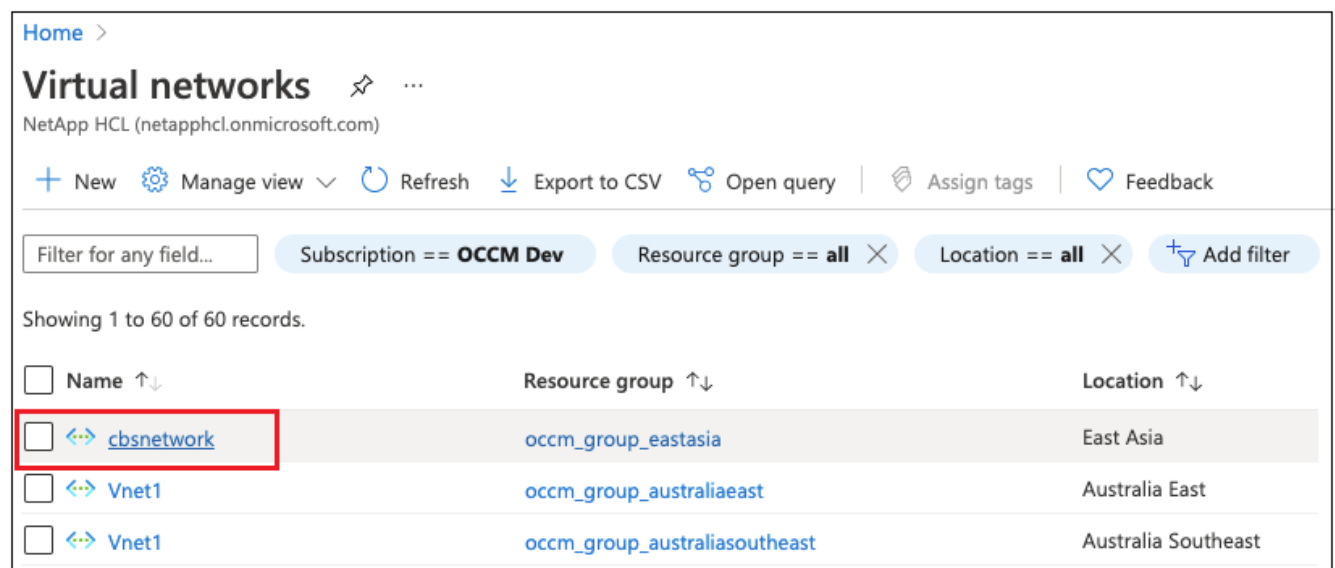 Home >
Virtual networks ...
NetApp HCL (netapphcl.onmicrosoft.com)
New Manage view Refresh Export to CSV Open query Assign tags Feedback
Filter for any field... Subscription == OCCM Dev Resource group == all Location == all Add filter
Showing 1 to 60 of 60 records.
Name Resource group Location
cbsnetwork occm_group_eastasia East Asia
Vnet1 occm_group_australiaeast Australia East
Vnet1 occm_group_australiasoutheast Australia Southeast